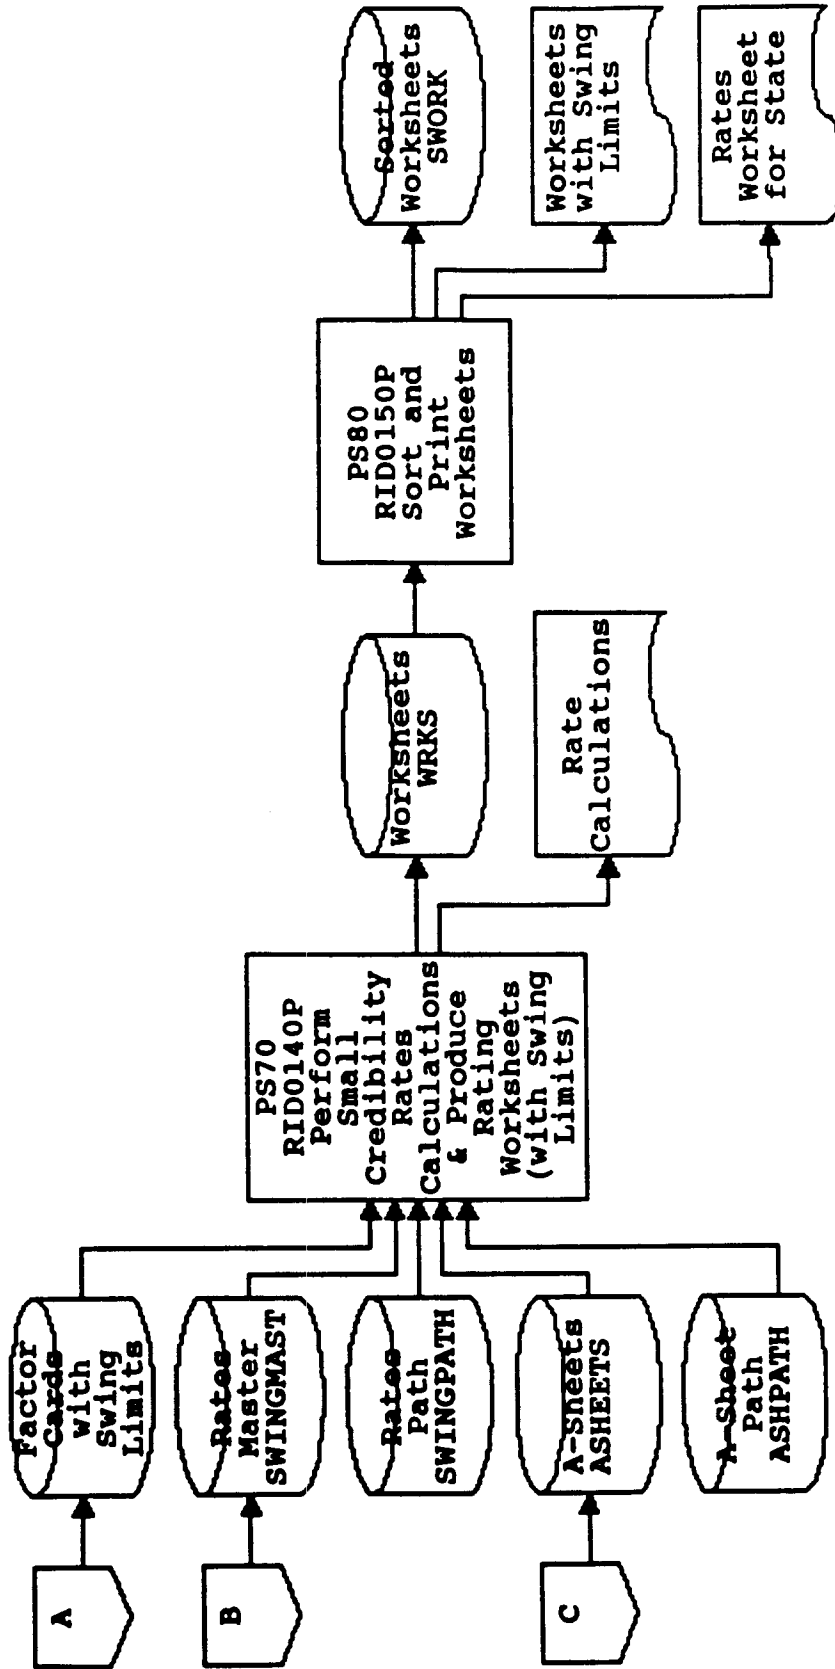 A
B
C
Factor
Cards
with
Swing
Limits
Rates
Master
SWINGMAST
Rates
Path
SWINGPATH
A-Sheets
ASHEETS
A-Sheet
Path
ASHPATH
PS70
RID0140P
Perform
Small
Credibility
Rates
Calculations
& Produce
Rating
Worksheets
(with Swing
Limits)
Worksheets
WRKS
Rate
Calculations
PS80
RID0150P
Sort and
Print
Worksheets
Sorted
Worksheets
SWORK
Worksheets
with Swing
Limits
Rates
Worksheet
for State